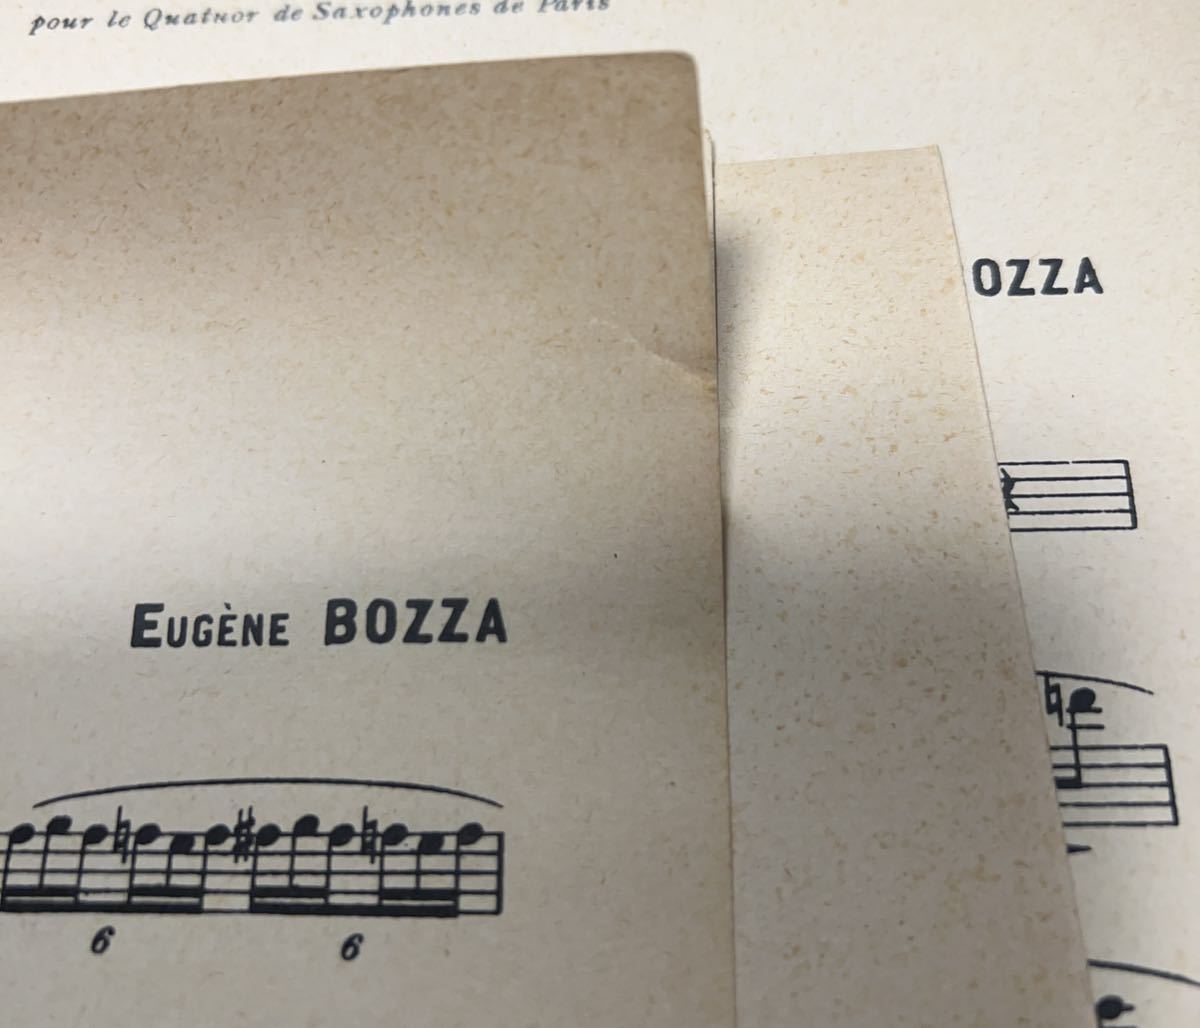 pour le Quatuor de Saxophones de Paris
OZZA
EUGÈNE BOZZA
6 6